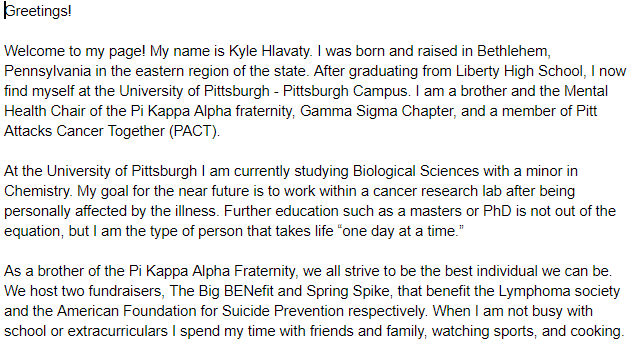 Greetings!
Welcome to my page! My name is Kyle Hlavaty. I was born and raised in Bethlehem,
Pennsylvania in the eastern region of the state. After graduating from Liberty High School, I now
find myself at the University of Pittsburgh - Pittsburgh Campus. I am a brother and the Mental
Health Chair of the Pi Kappa Alpha fraternity, Gamma Sigma Chapter, and a member of Pitt
Attacks Cancer Together (PACT).
At the University of Pittsburgh I am currently studying Biological Sciences with a minor in
Chemistry. My goal for the near future is to work within a cancer research lab after being
personally affected by the illness. Further education such as a masters or PhD is not out of the
equation, but I am the type of person that takes life “one day at a time.”
As a brother of the Pi Kappa Alpha Fraternity, we all strive to be the best individual we can be.
We host two fundraisers, The Big BENefit and Spring Spike, that benefit the Lymphoma society
and the American Foundation for Suicide Prevention respectively. When I am not busy with
school or extracurriculars I spend my time with friends and family, watching sports, and cooking.